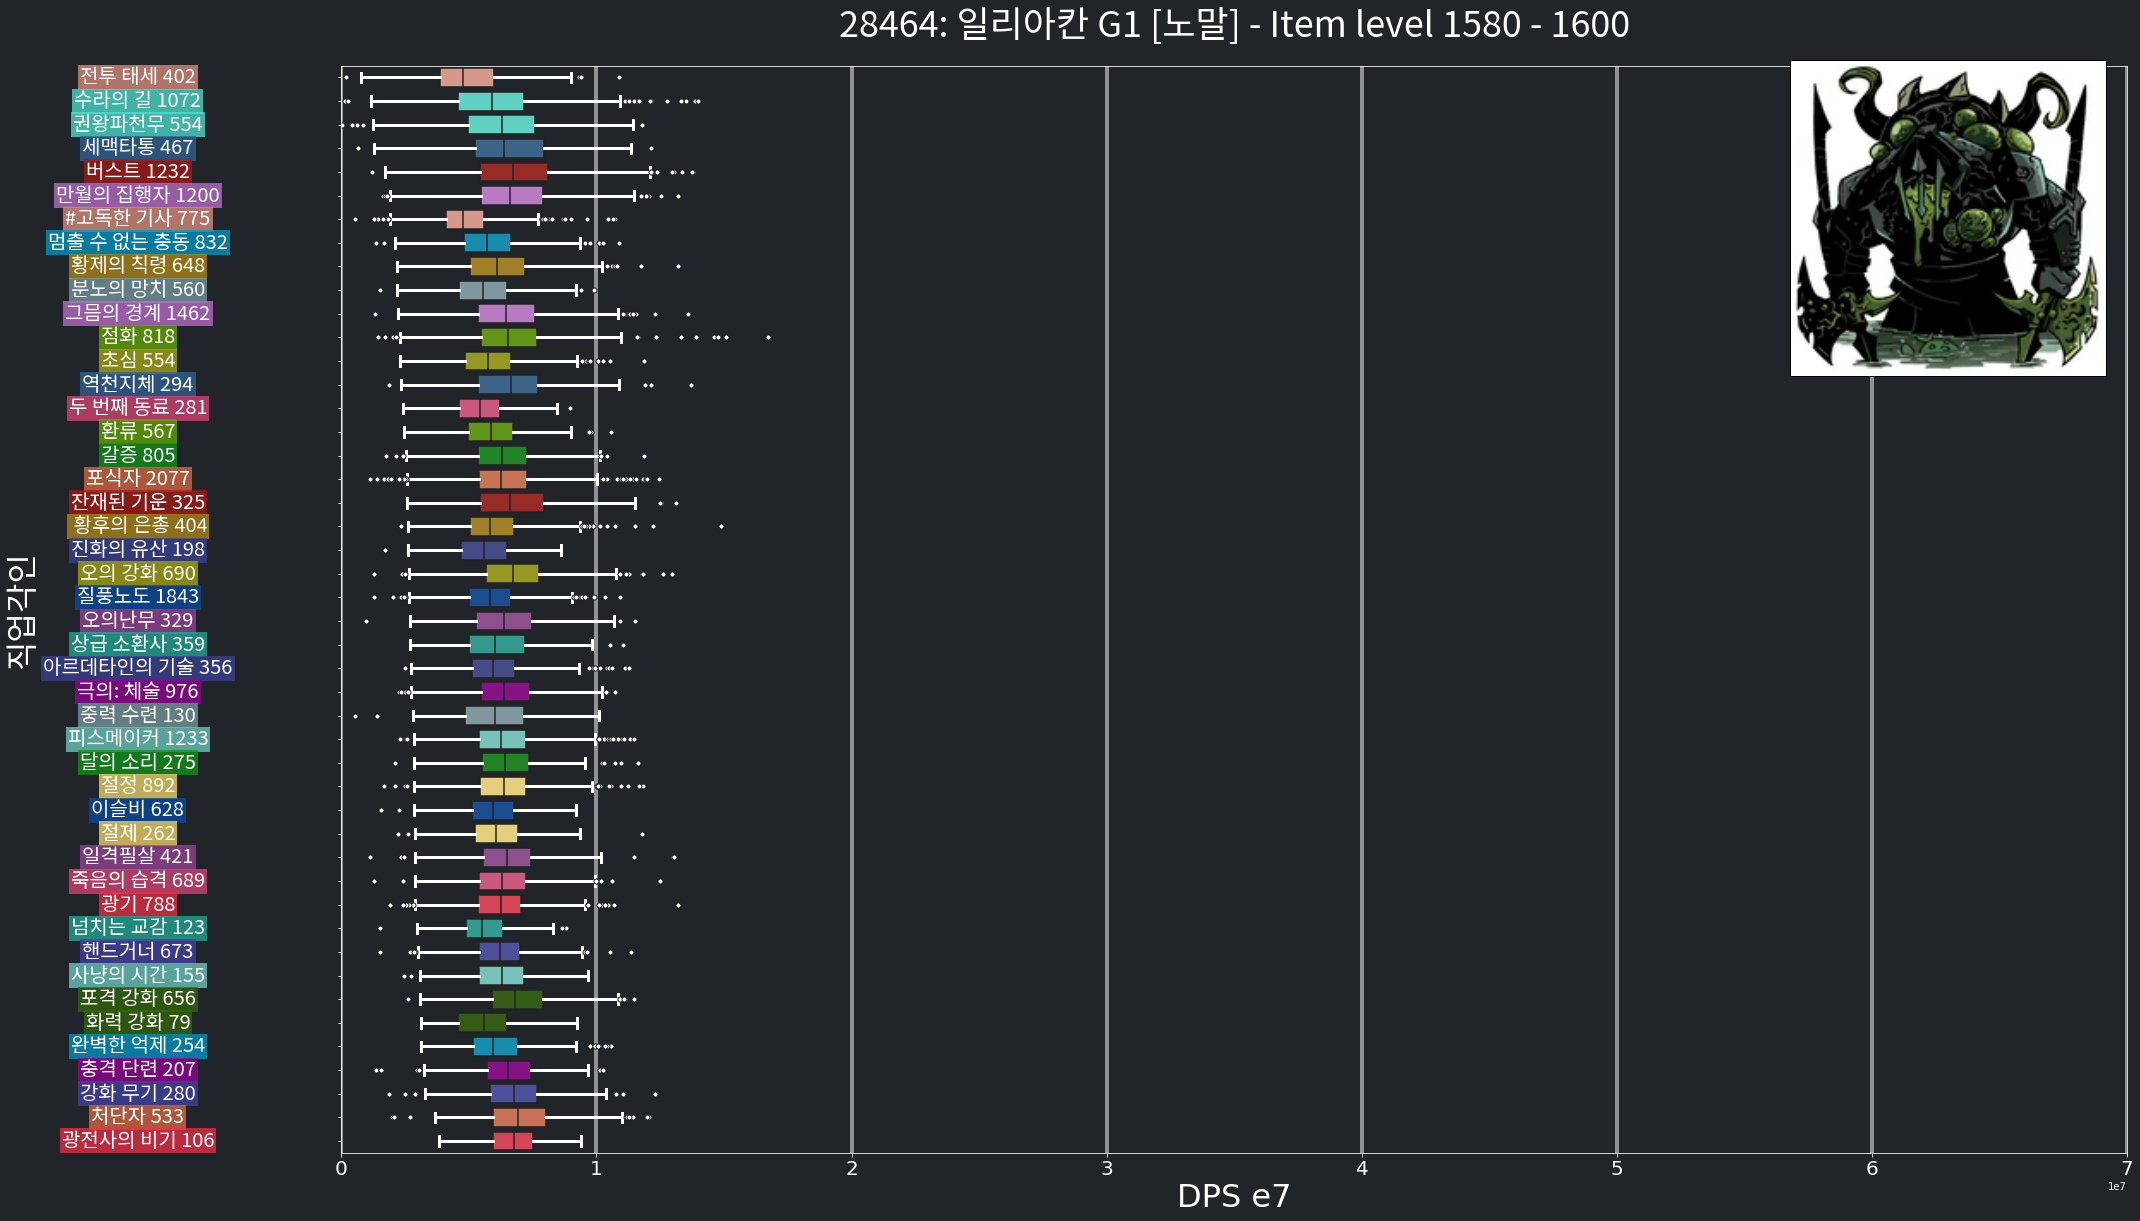 28464: 일리아칸 G1 [노말] - Item level 1580 - 1600
직업각인
전투 태세 402
수라의 길 1072
권왕파천무 554
세맥타통 467
버스트 1232
만월의 집행자 1200
#고독한 기사 775
멈출 수 없는 충동 832
황제의 칙령 648
분노의 망치 560
그믐의 경계 1462
점화 818
초심 554
역천지체 294
두 번째 동료 281
환류 567
갈증 805
포식자 2077
잔재된 기운 325
황후의 은총 404
진화의 유산 198
오의 강화 690
질풍노도 1843
오의난무 329
상급 소환사 359
아르데타인의 기술 356
극의: 체술 976
중력 수련 130
피스메이커 1233
달의 소리 275
절정 892
이슬비 628
절제 262
일격필살 421
죽음의 습격 689
광기 788
넘치는 교감 123
핸드거너 673
사냥의 시간 155
포격 강화 656
화력 강화 79
완벽한 억제 254
충격 단련 207
강화 무기 280
처단자 533
광전사의 비기 106
0 1 2 3 4 5 6 7
1e7
DPS e7